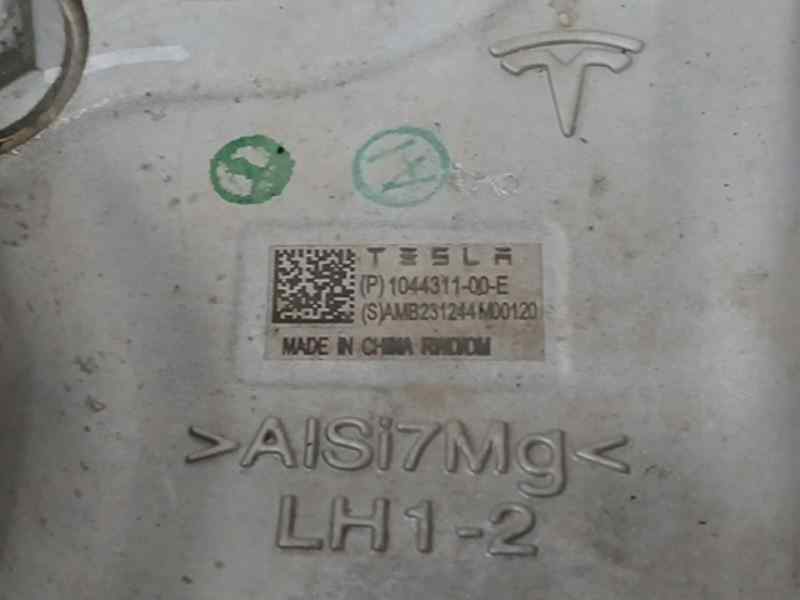 TESLA
(P)1044311-00-E
(S)AMB231244M00120
MADE IN CHINA
>AlSi7Mg<
LH1-2